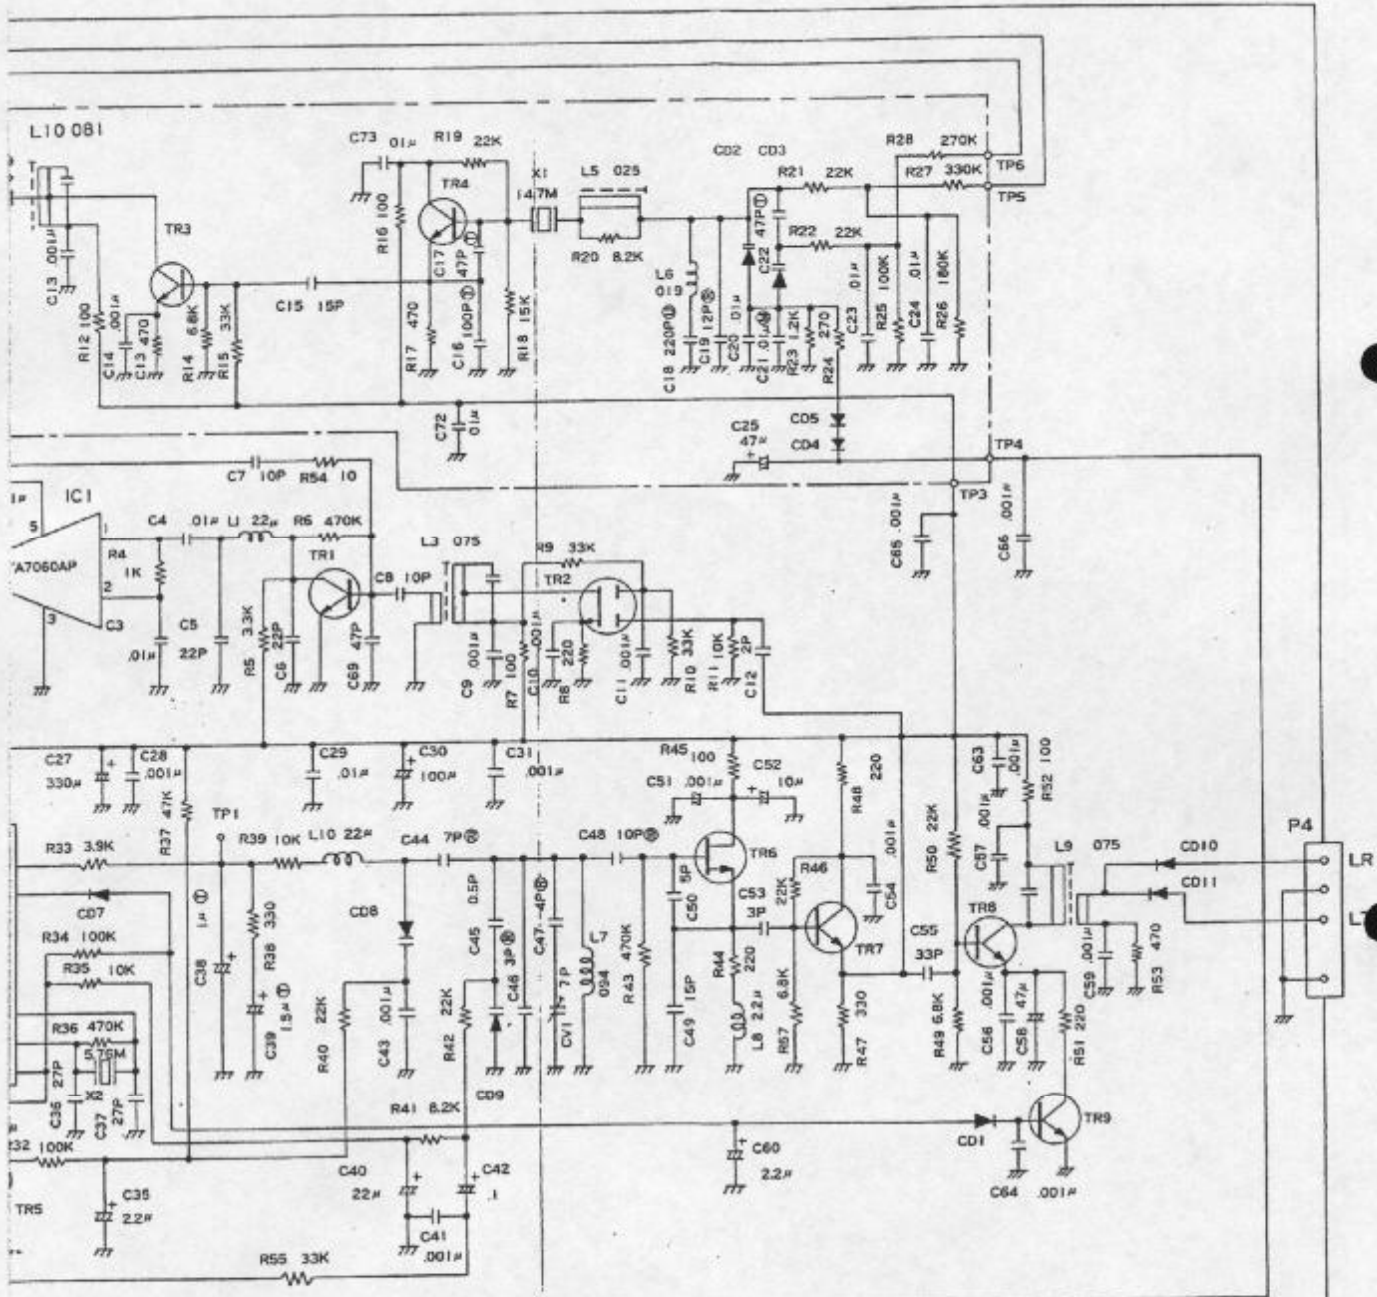 L10 081
C73 .01μ R19 22K
TR4
R16 100
C17 47P
X1 14.7M
L5 025
R20 8.2K
CD2 CD3
R21 22K
R28 270K
R27 330K
TP6
TP5
47P
C22
R22 22K
TR3
C13 .001μ
R12 100
C14 .001μ
C13 470
R14 6.8K
R15 33K
C15 15P
R17 470
C16 100P
R18 15K
L6 019
C18 220P
C19 12P
C20 .01μ
C21 .01μ
R23 1.2K
R24 270
C23 .01μ
R25 100K
C24 .01μ
R26 180K
C72 .01μ
CD5
CD4
C25 47μ
TP4
TP3
C7 10P R54 10
1μ
IC1
5
1
2
3
A7060AP
R4 1K
C4 .01μ L1 22μ R6 470K
TR1
C3 .01μ
C5 22P
R5 3.3K
C6 22P
C69 47P
C8 10P
L3 075
C9 .001μ
R7 100
R9 33K
TR2
C10 .001μ
R8 220
C11 .001μ
R10 33K
R11 10K
C12 2P
C65 .001μ
C66 .001μ
C27 330μ
C28 .001μ
R37 47K
C29 .01μ
C30 100μ
C31 .001μ
R45 100
C51 .001μ
C52 10μ
R48 220
C63 .001μ
R52 100
TP1
R33 3.9K
R39 10K
L10 22μ
C44 7P
C48 10P
TR6
R46 22K
C54 .001μ
R50 22K
C57 .001μ
L9 075
CD10
CD11
P4
LR
CD7
R34 100K
R35 10K
C38 1μ
R38 330
C39 1.5μ
CD8
C45 0.5P
C46 3P
C47 4P
CV1 7P
L7 094
R43 470K
C50 5P
C53 3P
TR7
R44 220
C55 33P
TR8
C49 15P
L8 2.2μ
R67 6.8K
R47 330
R49 6.8K
C56 .001μ
C58 47μ
R51 220
C59 .001μ
R53 470
R36 470K
5.76M
X2
C36 27P
C37 27P
R40 22K
C43 .001μ
R42 22K
CD9
R41 8.2K
R32 100K
TR5
C35 2.2μ
C40 22μ
C42 .1
C41 .001μ
R55 33K
C60 2.2μ
CD1
C64 .001μ
TR9